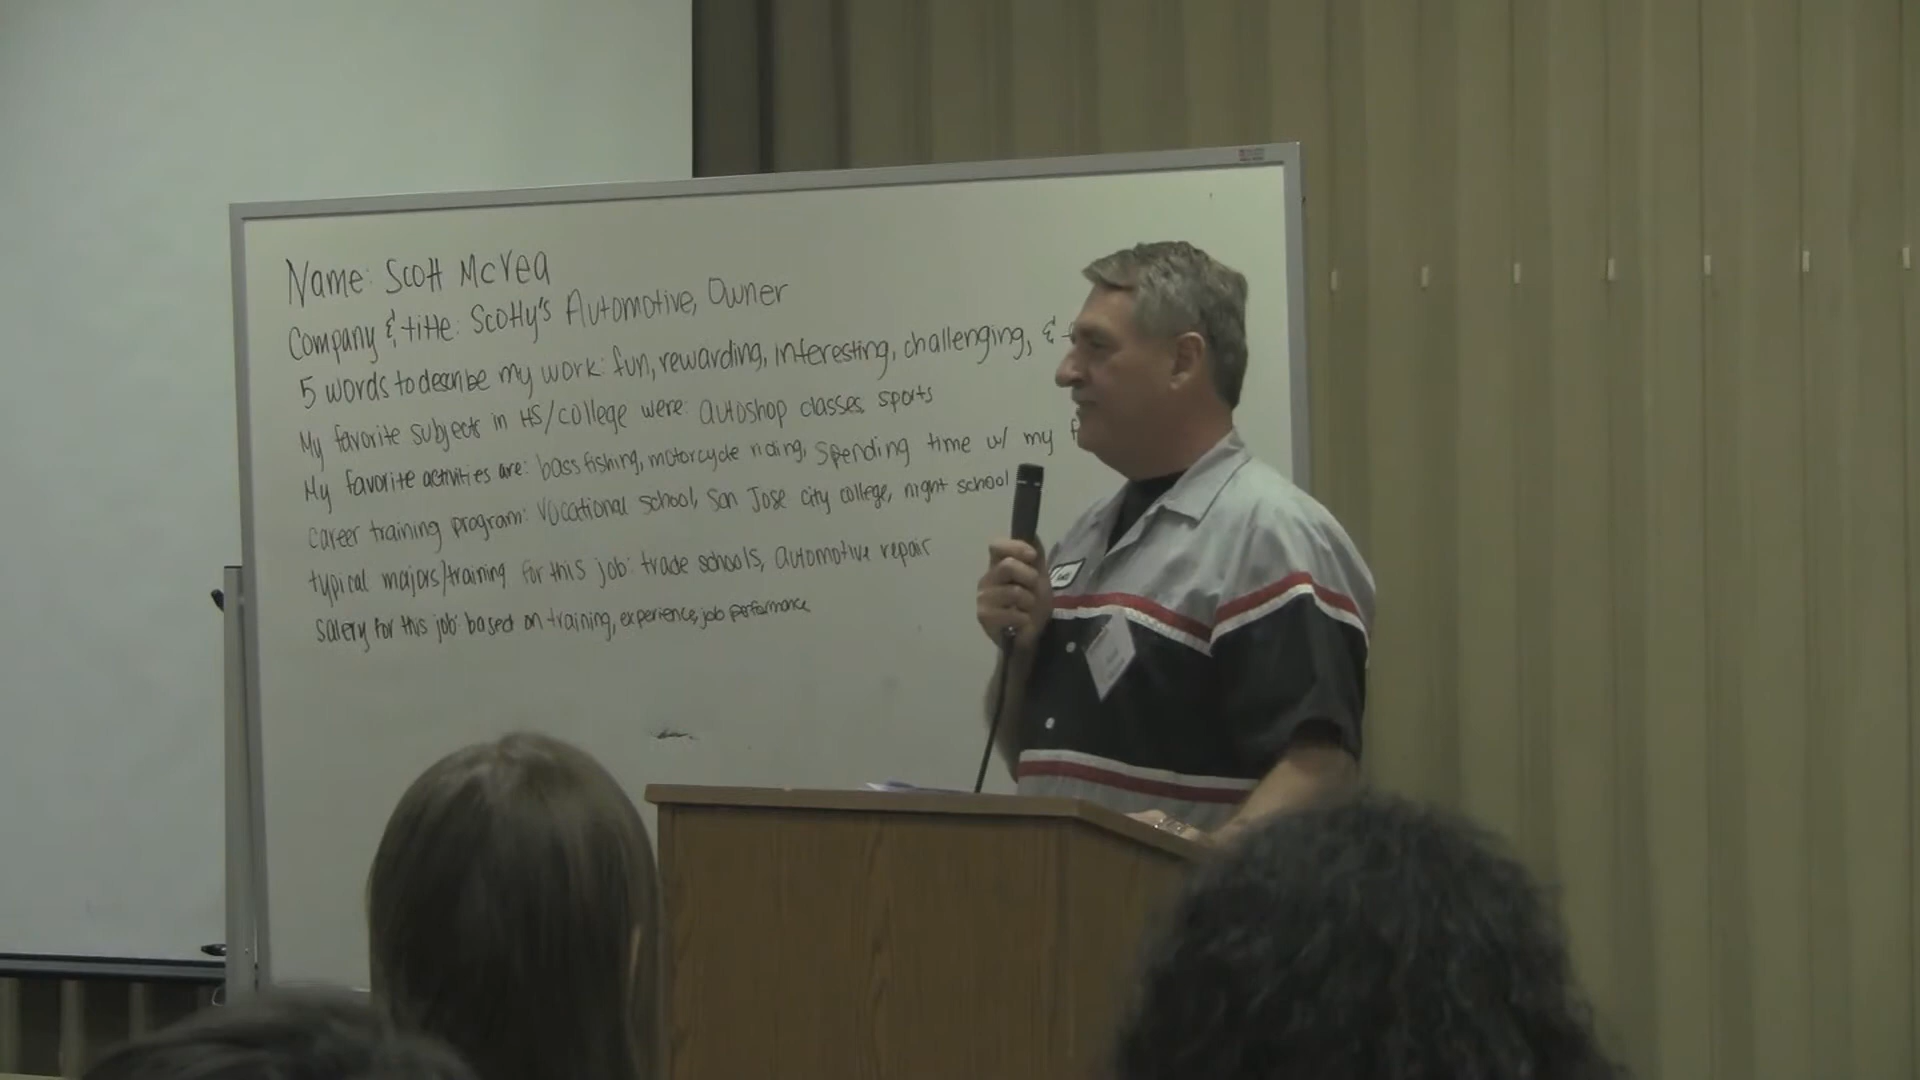 Name: Scott McVea
Company & title: Scotty's Automotive, Owner
5 words to describe my work: fun, rewarding, interesting, challenging, &
My favorite subjects in HS/college were: autoshop classes sports
My favorite activities are: bass fishing, motorcycle riding, spending time w/ my
career training program: vocational school, San Jose city college, night school
typical majors/training for this job: trade schools, automotive repair
salery for this job: based on training, experience, job performance